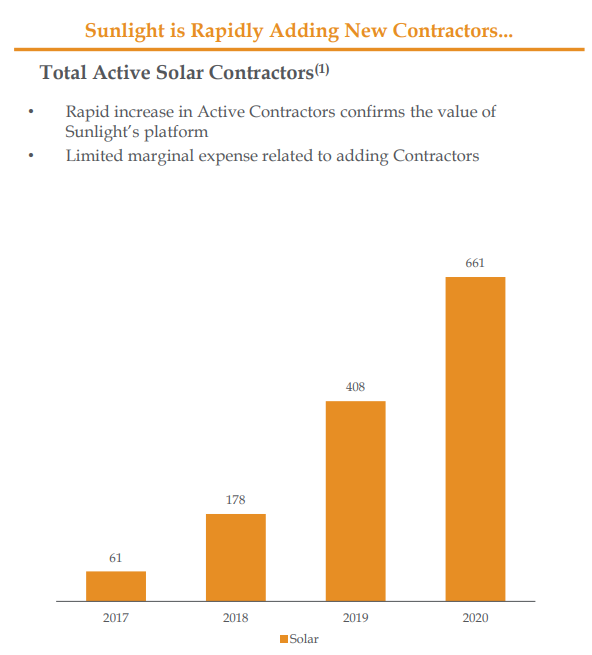 Sunlight is Rapidly Adding New Contractors...
Total Active Solar Contractors(1)
• Rapid increase in Active Contractors confirms the value of
Sunlight's platform
• Limited marginal expense related to adding Contractors
661
408
178
61
2017 2018 2019 2020
Solar